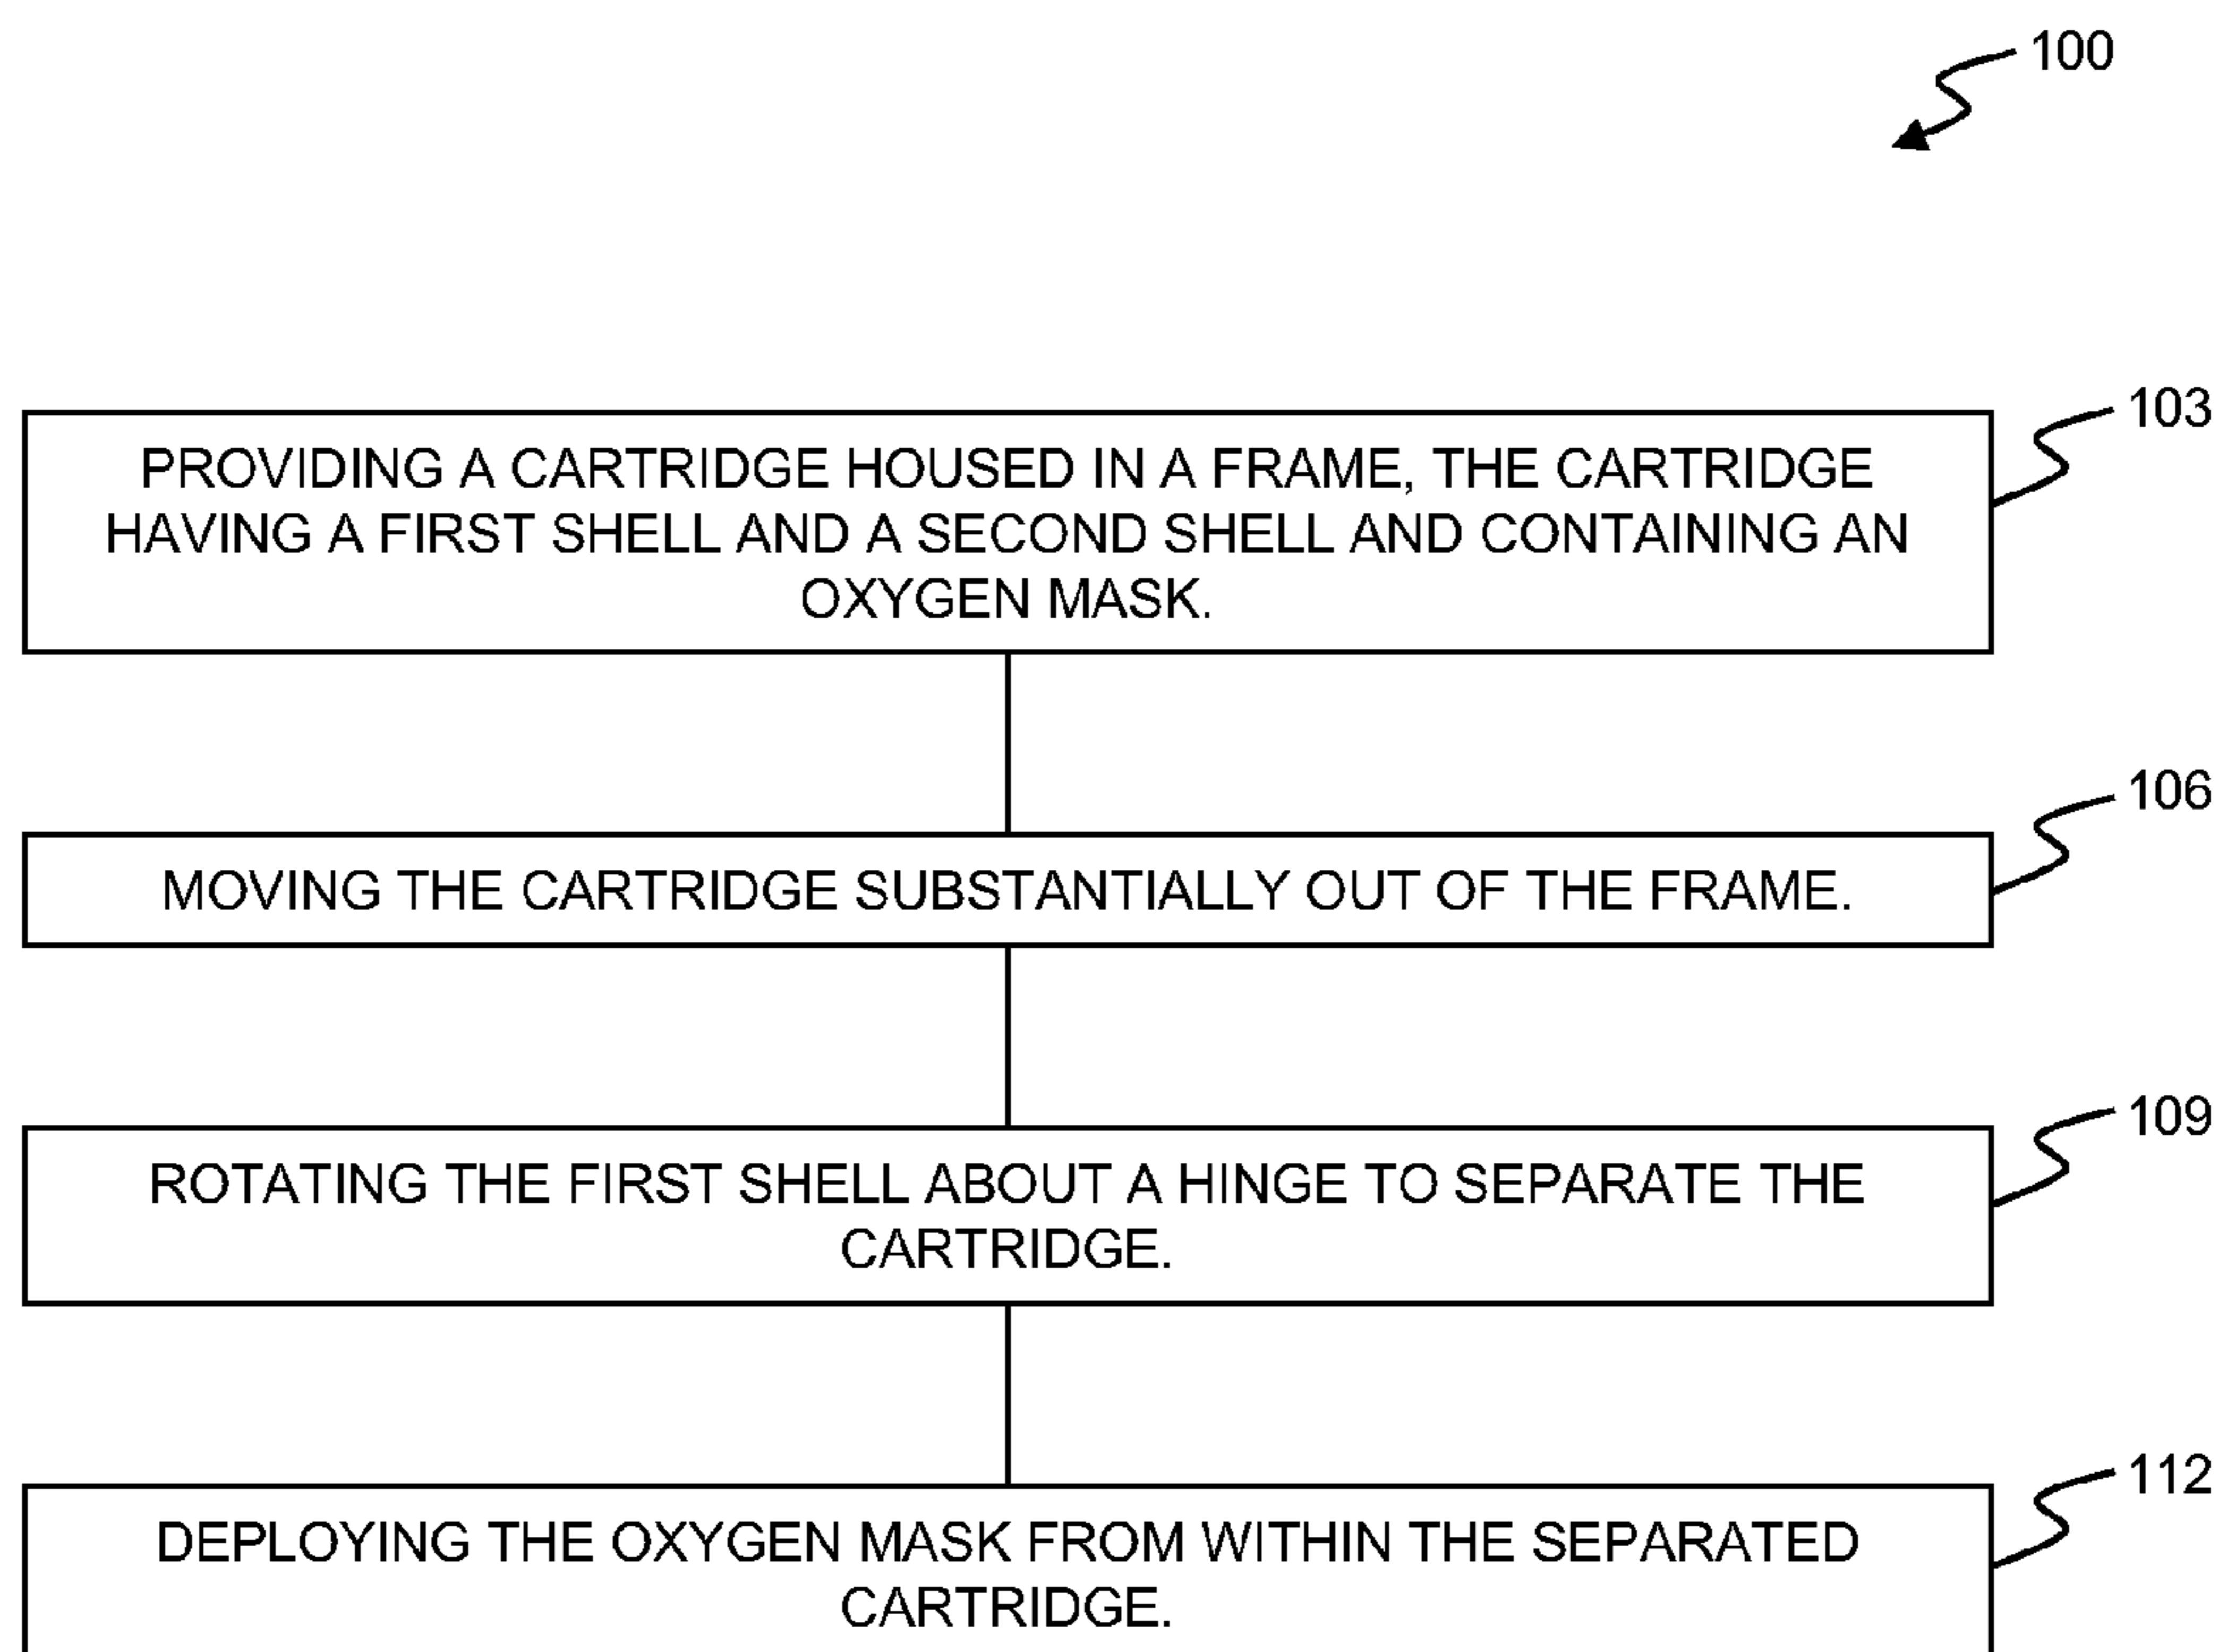 100
103
PROVIDING A CARTRIDGE HOUSED IN A FRAME, THE CARTRIDGE
HAVING A FIRST SHELL AND A SECOND SHELL AND CONTAINING AN
OXYGEN MASK.
106
MOVING THE CARTRIDGE SUBSTANTIALLY OUT OF THE FRAME.
109
ROTATING THE FIRST SHELL ABOUT A HINGE TO SEPARATE THE
CARTRIDGE.
112
DEPLOYING THE OXYGEN MASK FROM WITHIN THE SEPARATED
CARTRIDGE.